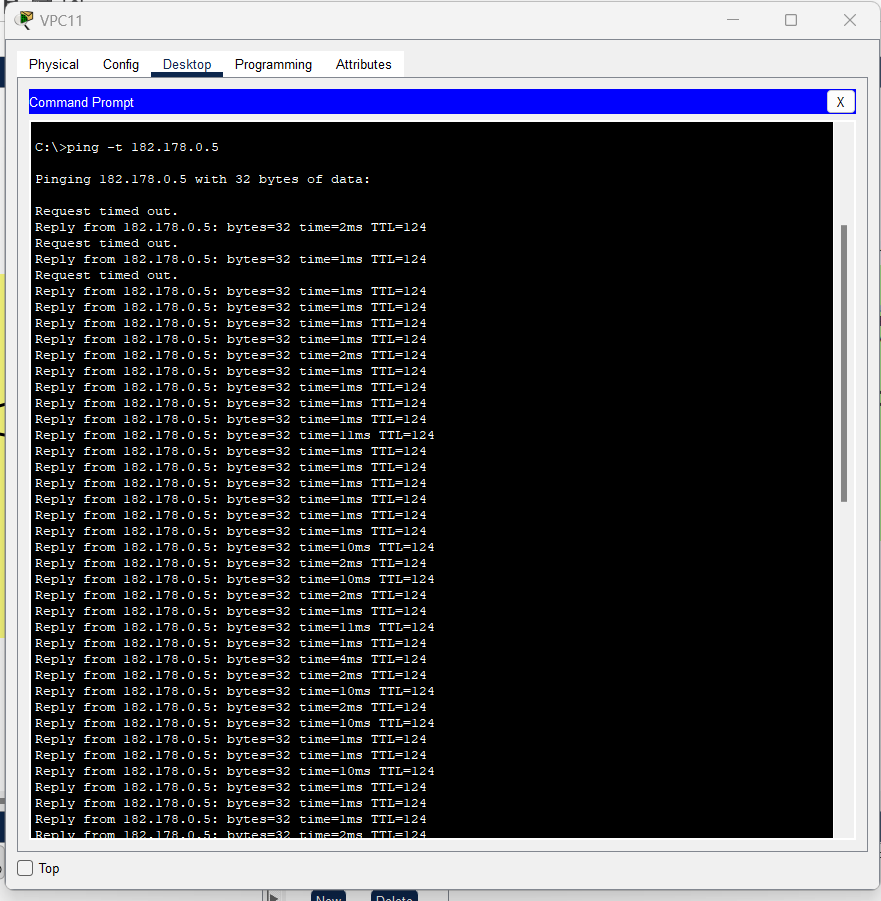 VPC11
Physical Config Desktop Programming Attributes
Command Prompt X
C:\>ping -t 182.178.0.5
Pinging 182.178.0.5 with 32 bytes of data:
Request timed out.
Reply from 182.178.0.5: bytes=32 time=2ms TTL=124
Request timed out.
Reply from 182.178.0.5: bytes=32 time=1ms TTL=124
Request timed out.
Reply from 182.178.0.5: bytes=32 time=1ms TTL=124
Reply from 182.178.0.5: bytes=32 time=1ms TTL=124
Reply from 182.178.0.5: bytes=32 time=1ms TTL=124
Reply from 182.178.0.5: bytes=32 time=1ms TTL=124
Reply from 182.178.0.5: bytes=32 time=2ms TTL=124
Reply from 182.178.0.5: bytes=32 time=1ms TTL=124
Reply from 182.178.0.5: bytes=32 time=1ms TTL=124
Reply from 182.178.0.5: bytes=32 time=1ms TTL=124
Reply from 182.178.0.5: bytes=32 time=1ms TTL=124
Reply from 182.178.0.5: bytes=32 time=11ms TTL=124
Reply from 182.178.0.5: bytes=32 time=1ms TTL=124
Reply from 182.178.0.5: bytes=32 time=1ms TTL=124
Reply from 182.178.0.5: bytes=32 time=1ms TTL=124
Reply from 182.178.0.5: bytes=32 time=1ms TTL=124
Reply from 182.178.0.5: bytes=32 time=1ms TTL=124
Reply from 182.178.0.5: bytes=32 time=1ms TTL=124
Reply from 182.178.0.5: bytes=32 time=10ms TTL=124
Reply from 182.178.0.5: bytes=32 time=2ms TTL=124
Reply from 182.178.0.5: bytes=32 time=10ms TTL=124
Reply from 182.178.0.5: bytes=32 time=2ms TTL=124
Reply from 182.178.0.5: bytes=32 time=1ms TTL=124
Reply from 182.178.0.5: bytes=32 time=11ms TTL=124
Reply from 182.178.0.5: bytes=32 time=1ms TTL=124
Reply from 182.178.0.5: bytes=32 time=4ms TTL=124
Reply from 182.178.0.5: bytes=32 time=2ms TTL=124
Reply from 182.178.0.5: bytes=32 time=10ms TTL=124
Reply from 182.178.0.5: bytes=32 time=2ms TTL=124
Reply from 182.178.0.5: bytes=32 time=10ms TTL=124
Reply from 182.178.0.5: bytes=32 time=1ms TTL=124
Reply from 182.178.0.5: bytes=32 time=1ms TTL=124
Reply from 182.178.0.5: bytes=32 time=10ms TTL=124
Reply from 182.178.0.5: bytes=32 time=1ms TTL=124
Reply from 182.178.0.5: bytes=32 time=1ms TTL=124
Reply from 182.178.0.5: bytes=32 time=1ms TTL=124
Reply from 182.178.0.5: bytes=32 time=2ms TTL=124
Top
New Delete